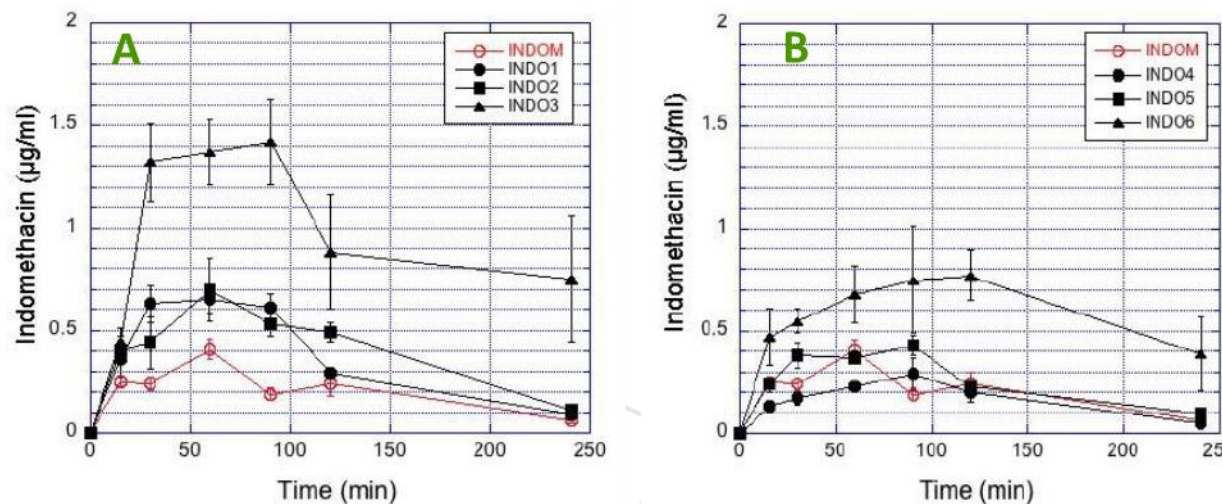 A
2
1.5
1
0.5
0
Indomethacin (µg/ml)
INDOM
INDO1
INDO2
INDO3
0
50
100
150
200
250
Time (min)
B
2
1.5
1
0.5
0
Indomethacin (µg/ml)
INDOM
INDO4
INDO5
INDO6
0
50
100
150
200
250
Time (min)